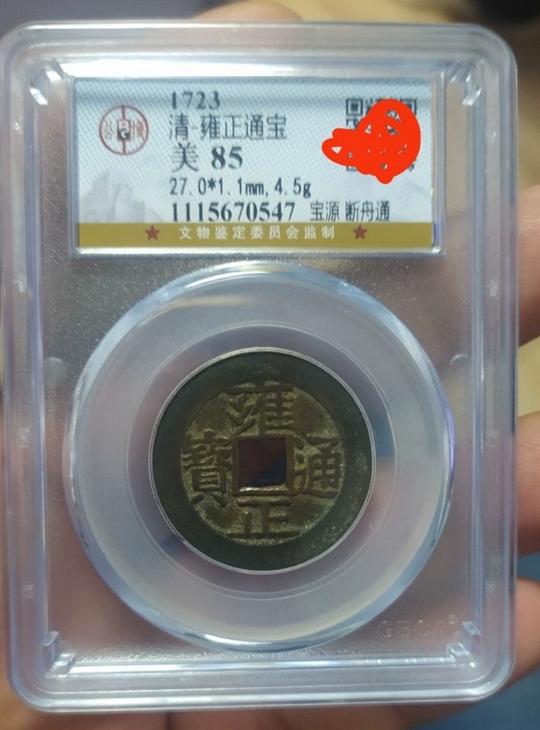 1723
清·雍正通宝
美 85
27.0*1.1mm,4.5g
1115670547 宝源 断舟通
★ 文物鉴定委员会监制 ★
雍
寶 通
正
GBCA